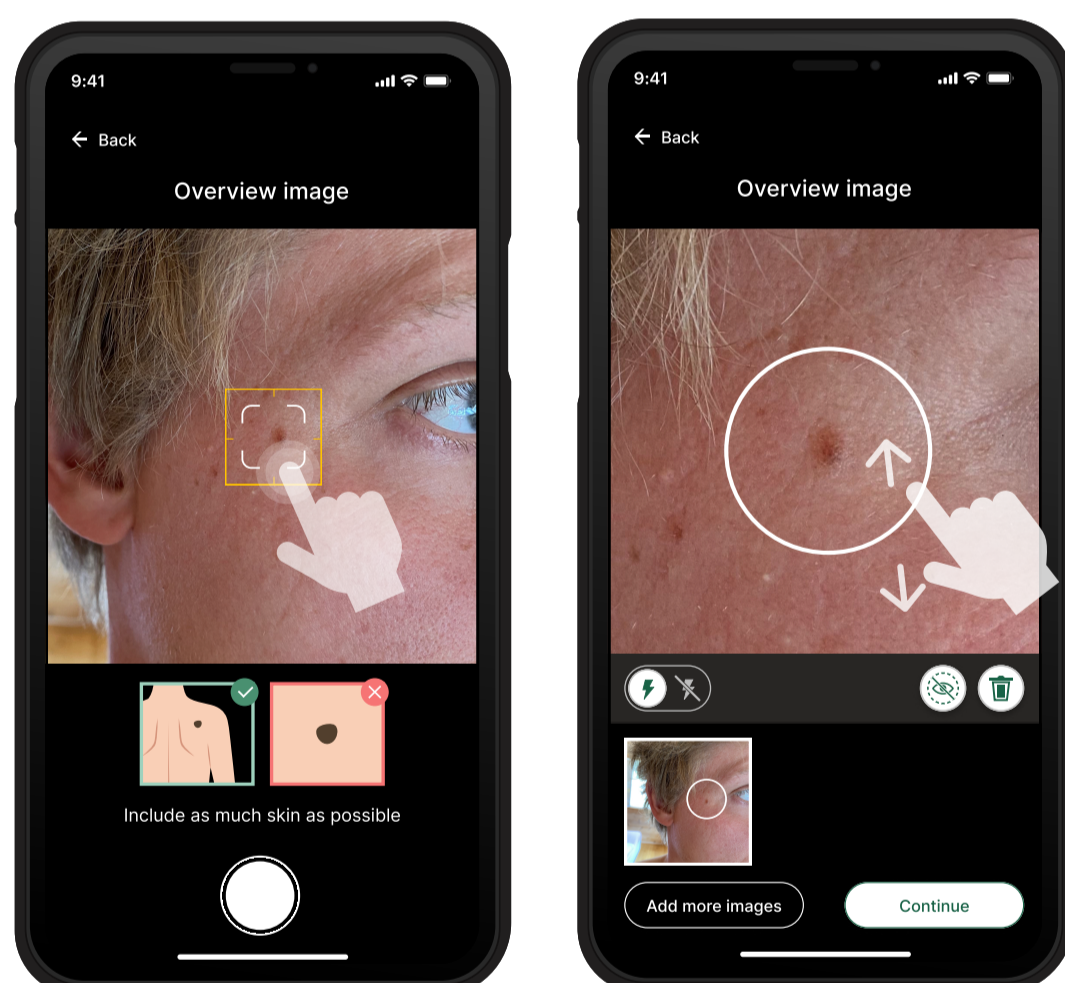 9:41
Back
Overview image
Include as much skin as possible
9:41
Back
Overview image
Add more images
Continue